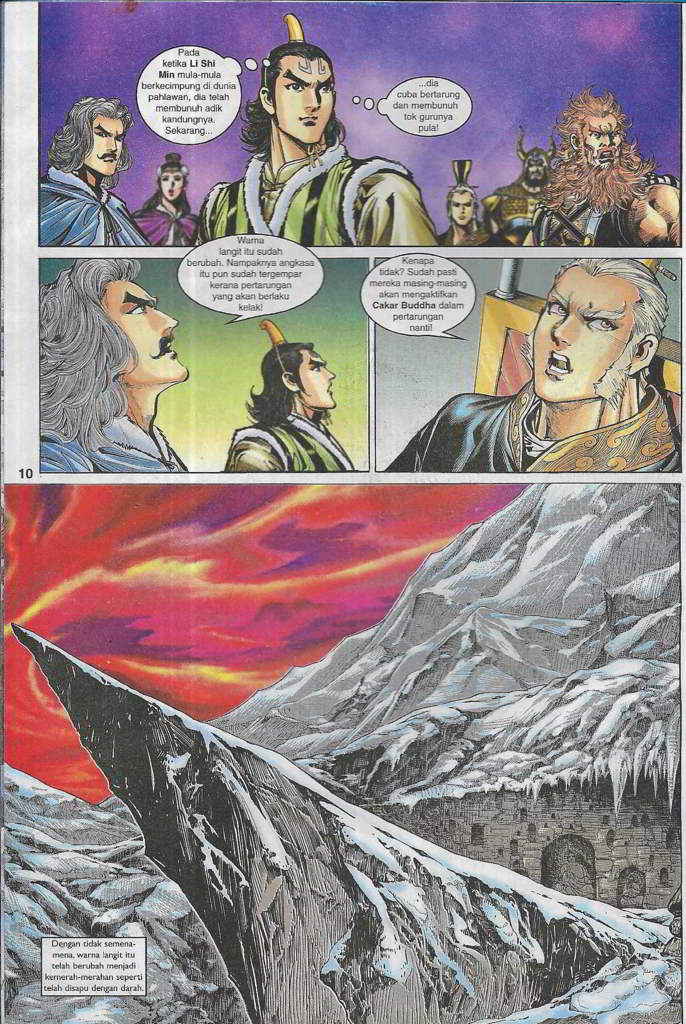 Pada
ketika Li Shi
Min mula-mula
berkecimpung di dunia
pahlawan, dia telah
membunuh adik
kandungnya.
Sekarang...
...dia
cuba bertarung
dan membunuh
tok gurunya
pula!
Warna
langit itu sudah
berubah. Nampaknya angkasa
itu pun sudah tergempar
kerana pertarungan
yang akan berlaku
kelak!
Kenapa
tidak? Sudah pasti
mereka masing-masing
akan mengaktifkan
Cakar Buddha dalam
pertarungan
nanti!
10
Dengan tidak semena-
mena, warna langit itu
telah berubah menjadi
kemerah-merahan seperti
telah disapu dengan darah.